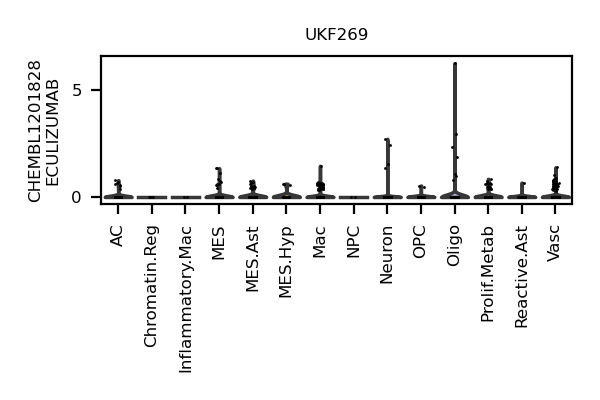 UKF269
CHEMBL1201828
ECULIZUMAB
5
0
AC
Chromatin.Reg
Inflammatory.Mac
MES
MES.Ast
MES.Hyp
Mac
NPC
Neuron
OPC
Oligo
Prolif.Metab
Reactive.Ast
Vasc